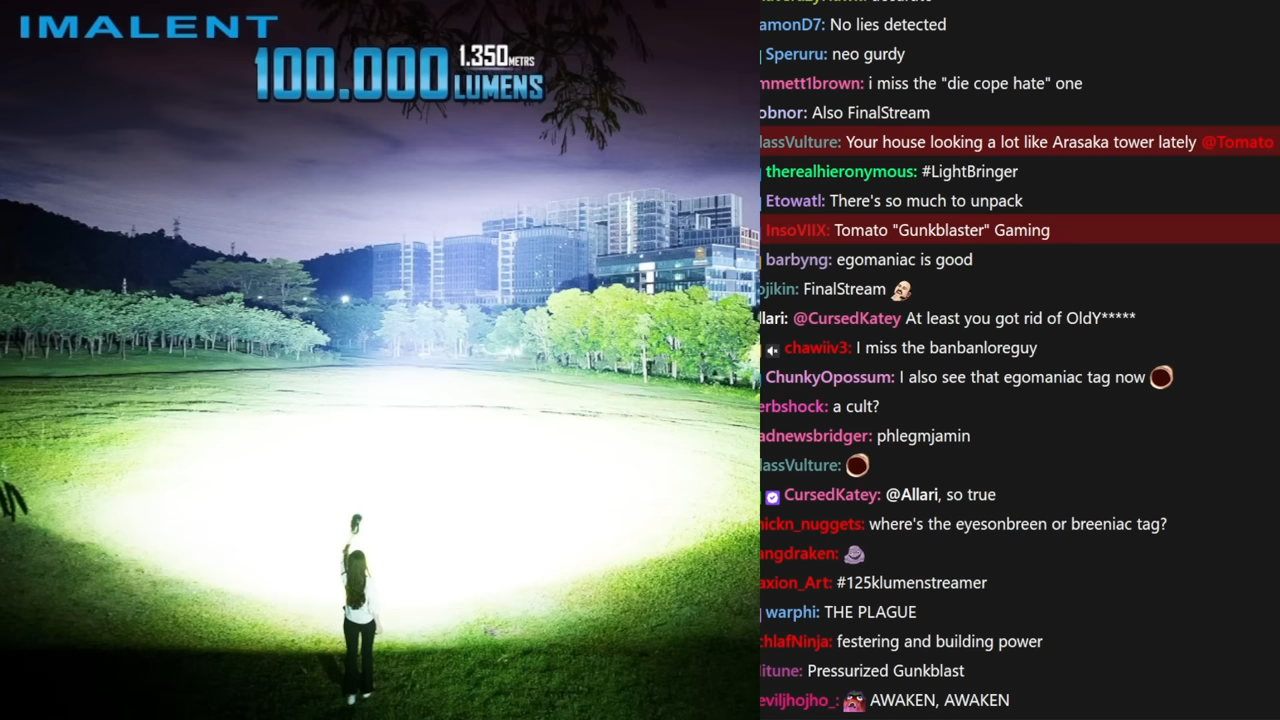 IMALENT
100.000 1.350METRS LUMENS
amonD7: No lies detected
Speruru: neo gurdy
mmett1brown: i miss the "die cope hate" one
obnor: Also FinalStream
lassVulture: Your house looking a lot like Arasaka tower lately @Tomato
therealhieronymous: #LightBringer
Etowatl: There's so much to unpack
InsoVIIX: Tomato "Gunkblaster" Gaming
barbyng: egomaniac is good
ojikin: FinalStream
llari: @CursedKatey At least you got rid of OldY*****
chawiiv3: I miss the banbanloreguy
ChunkyOpossum: I also see that egomaniac tag now
erbshock: a cult?
adnewsbridger: phlegmjamin
lassVulture:
CursedKatey: @Allari, so true
ickn_nuggets: where's the eyesonbreen or breeniac tag?
angdraken:
axion_Art: #125klumenstreamer
warphi: THE PLAGUE
chlafNinja: festering and building power
litune: Pressurized Gunkblast
eviljhojho_: AWAKEN, AWAKEN